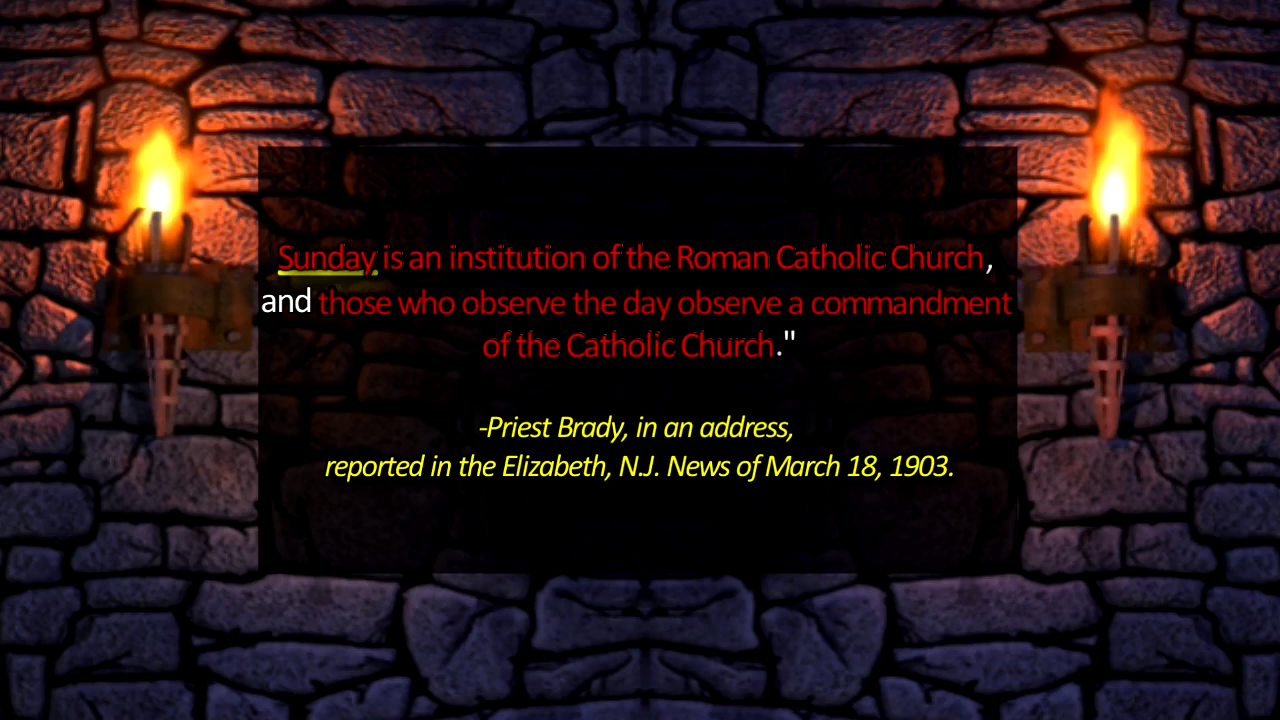 Sunday is an institution of the Roman Catholic Church,
and those who observe the day observe a commandment
of the Catholic Church."
-Priest Brady, in an address,
reported in the Elizabeth, N.J. News of March 18, 1903.